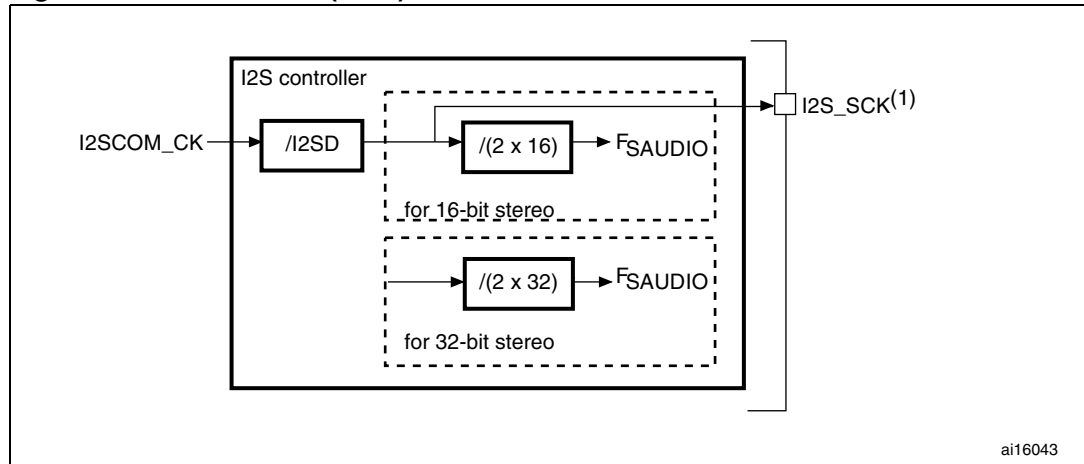 I2S controller
I2S_SCK(1)
I2SCOM_CK
/I2SD
/(2 x 16)
FSAUDIO
for 16-bit stereo
/(2 x 32)
FSAUDIO
for 32-bit stereo
ai16043